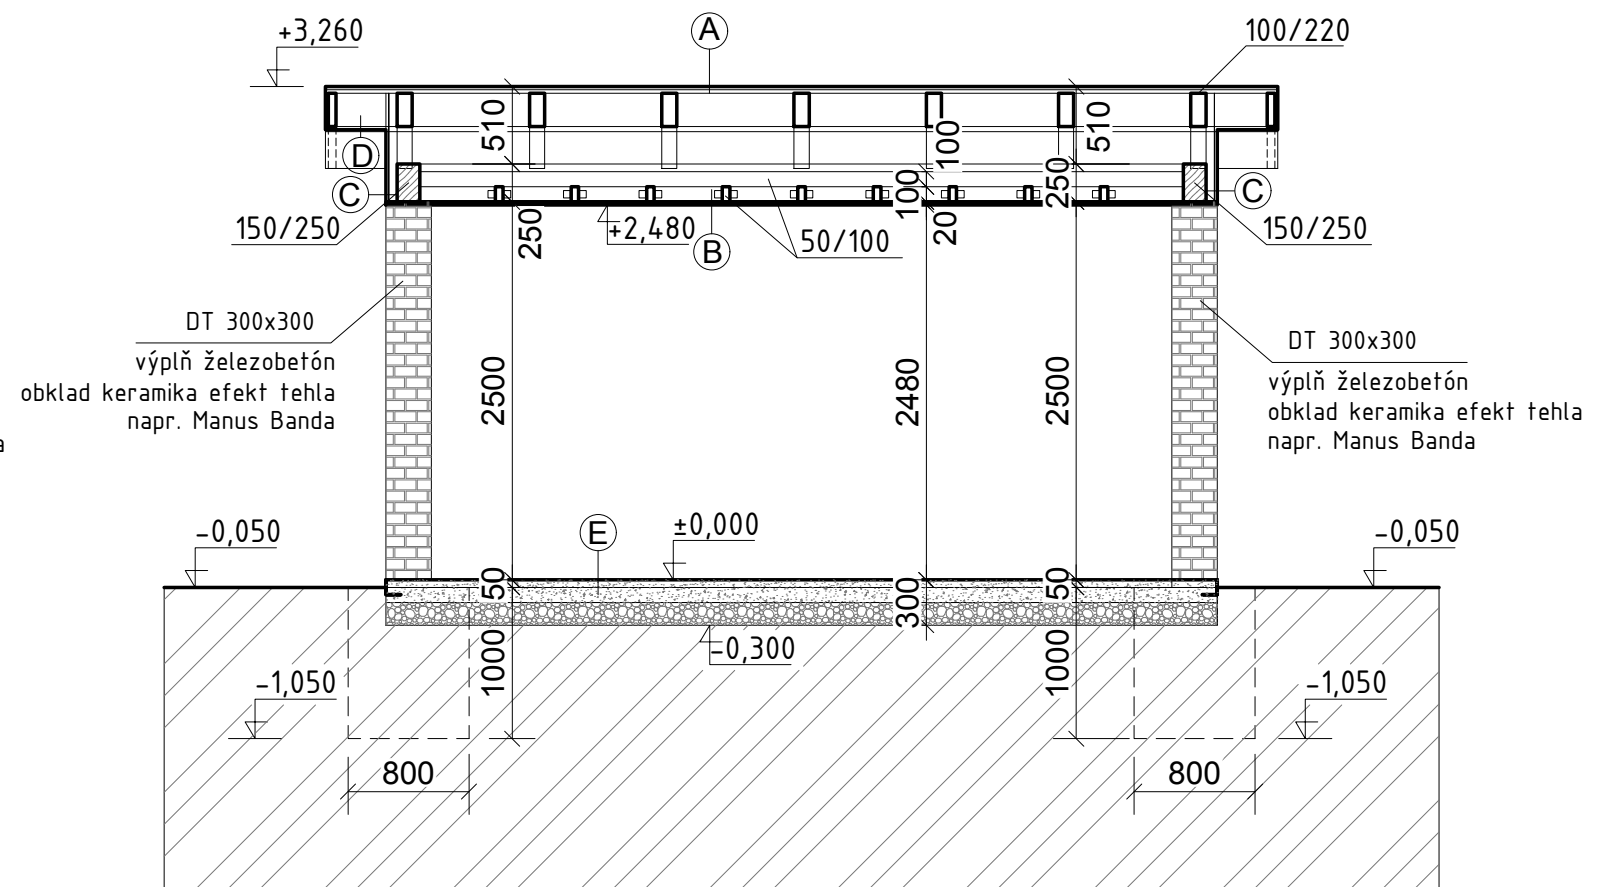 +3,260
A
100/220
510
100
510
D
C
250
100
C
150/250
250
+2,480
B
50/100
20
150/250
DT 300x300
výplň železobetón
obklad keramika efekt tehla
napr. Manus Banda
2500
2480
2500
DT 300x300
výplň železobetón
obklad keramika efekt tehla
napr. Manus Banda
a
-0,050
E
±0,000
-0,050
50
300
50
-0,300
1000
1000
-1,050
-1,050
800
800